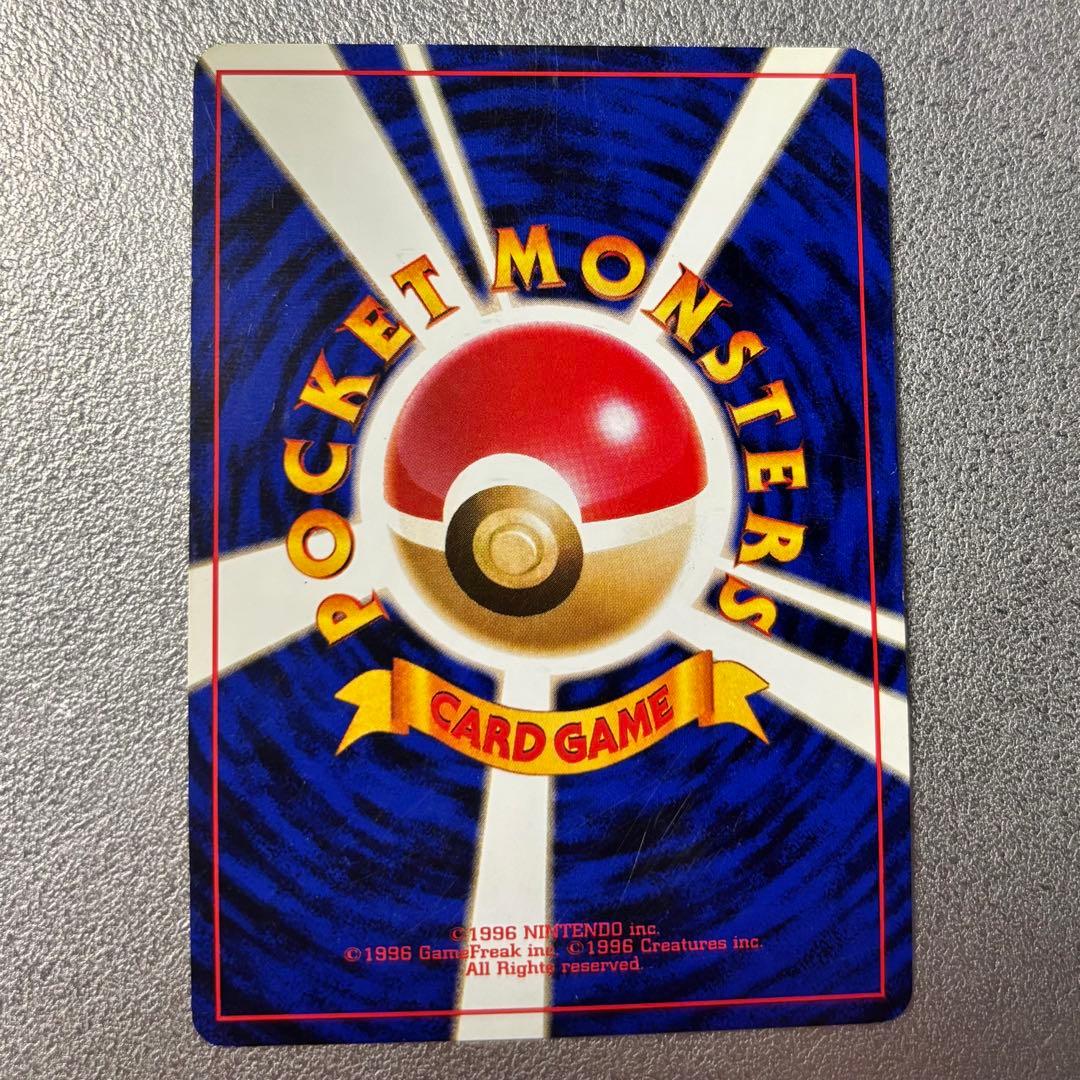 POCKET MONSTERS
CARD GAME
©1996 NINTENDO inc.
©1996 GameFreak inc. ©1996 Creatures inc.
All Rights reserved.